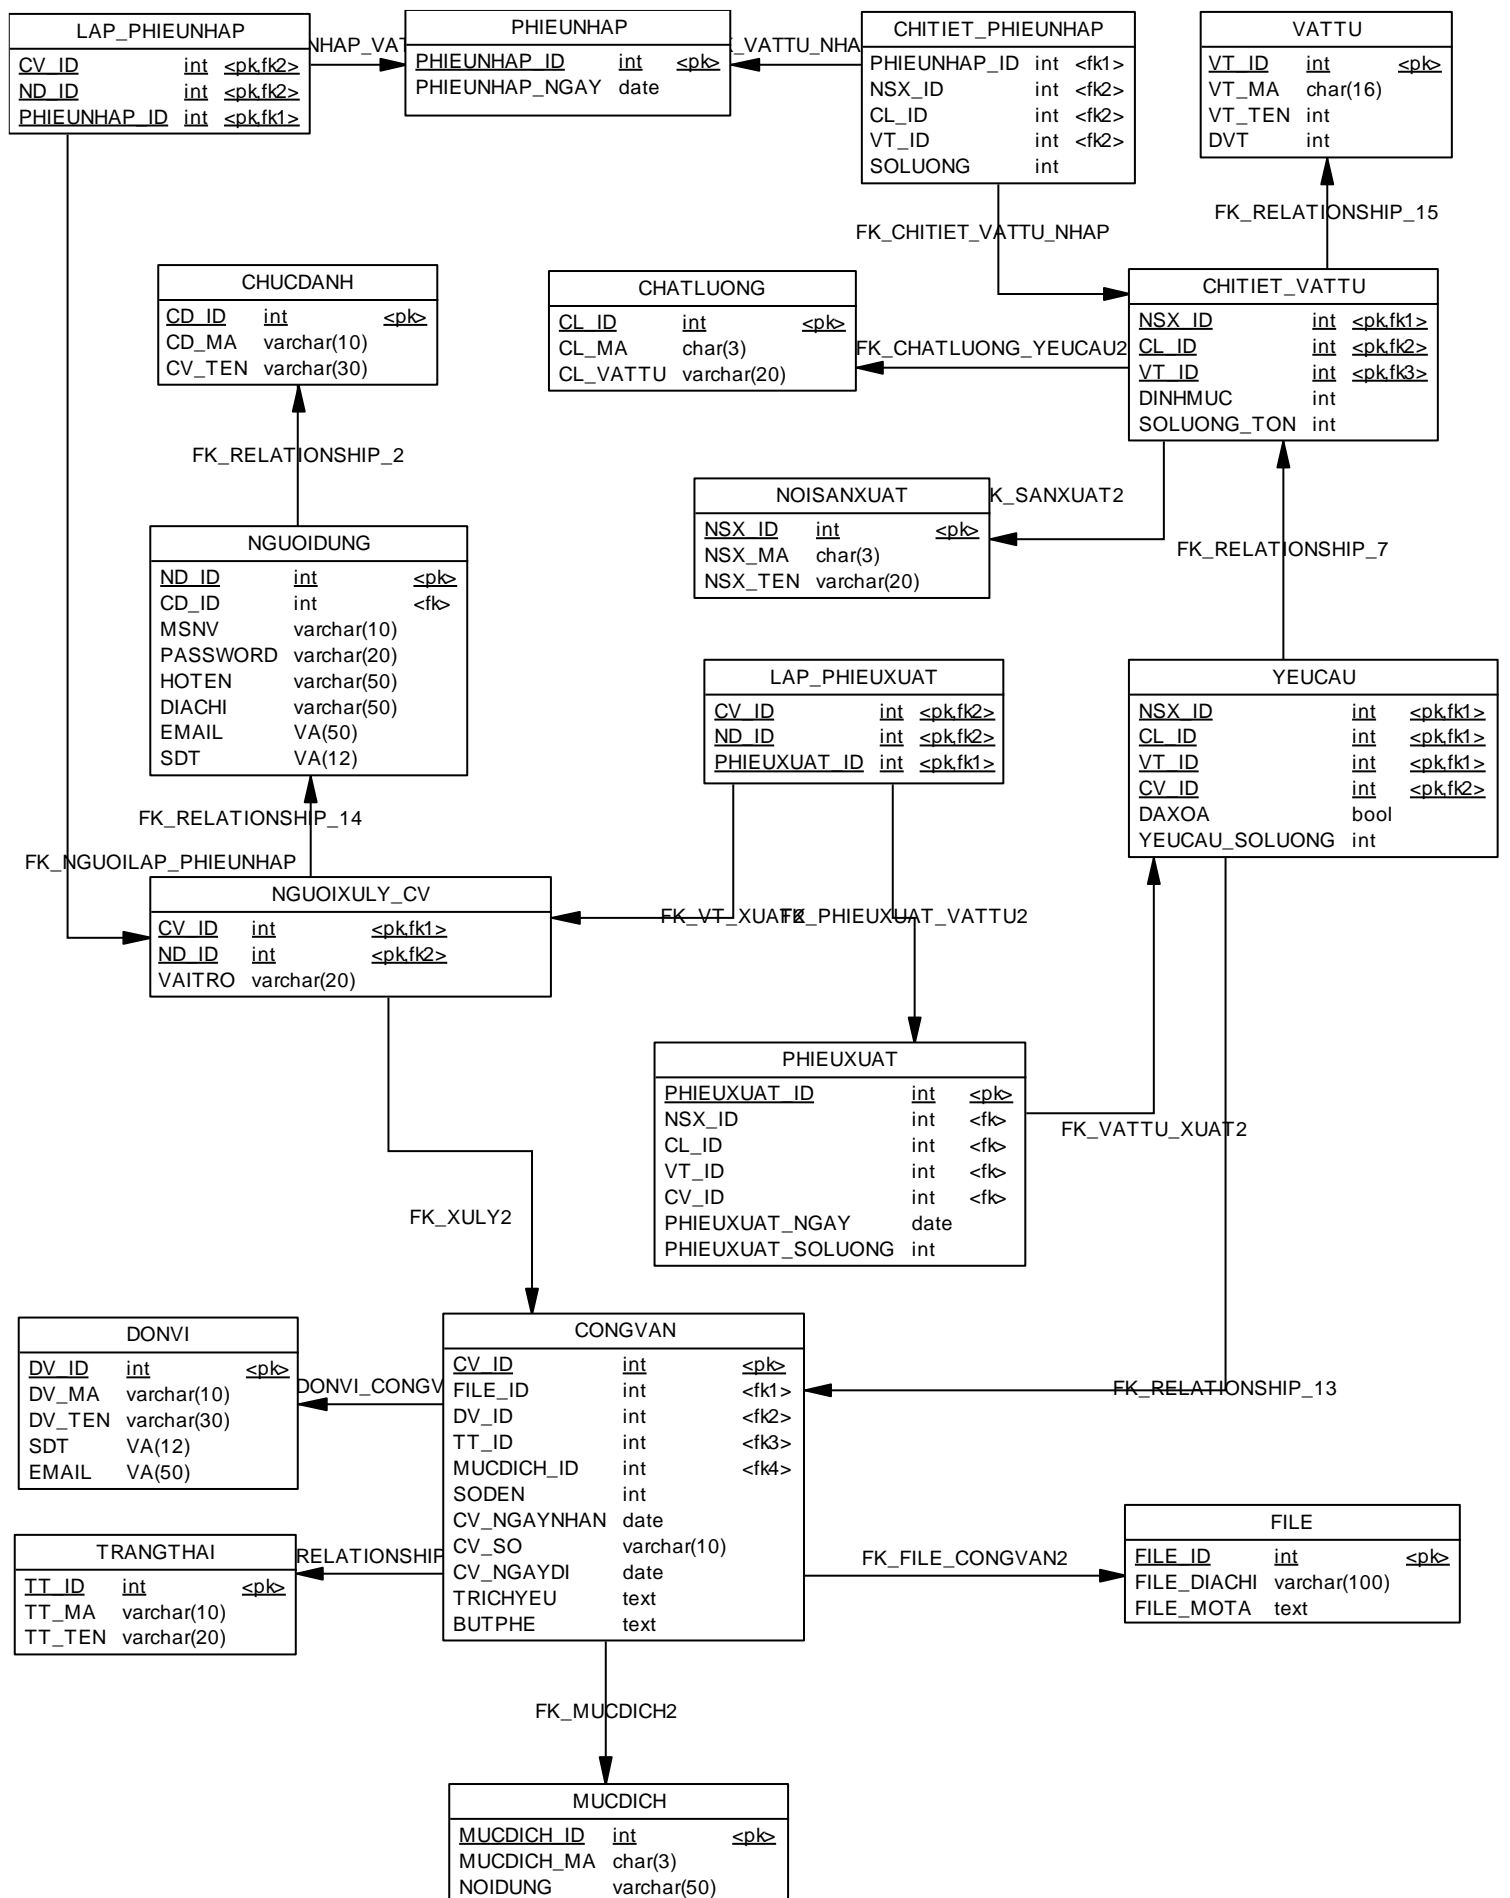 LAP_PHIEUNHAP
CV_ID int <pk,fk2>
ND_ID int <pk,fk2>
PHIEUNHAP_ID int <pk,fk1>
NHAP_VAT
PHIEUNHAP
PHIEUNHAP_ID int <pk>
PHIEUNHAP_NGAY date
_VATTU_NHA
CHITIET_PHIEUNHAP
PHIEUNHAP_ID int <fk1>
NSX_ID int <fk2>
CL_ID int <fk2>
VT_ID int <fk2>
SOLUONG int
VATTU
VT_ID int <pk>
VT_MA char(16)
VT_TEN int
DVT int
FK_RELATIONSHIP_15
FK_CHITIET_VATTU_NHAP
CHUCDANH
CD_ID int <pk>
CD_MA varchar(10)
CV_TEN varchar(30)
CHATLUONG
CL_ID int <pk>
CL_MA char(3)
CL_VATTU varchar(20)
FK_CHATLUONG_YEUCAU2
CHITIET_VATTU
NSX_ID int <pk,fk1>
CL_ID int <pk,fk2>
VT_ID int <pk,fk3>
DINHMUC int
SOLUONG_TON int
FK_RELATIONSHIP_2
NOISANXUAT
NSX_ID int <pk>
NSX_MA char(3)
NSX_TEN varchar(20)
K_SANXUAT2
FK_RELATIONSHIP_7
NGUOIDUNG
ND_ID int <pk>
CD_ID int <fk>
MSNV varchar(10)
PASSWORD varchar(20)
HOTEN varchar(50)
DIACHI varchar(50)
EMAIL VA(50)
SDT VA(12)
LAP_PHIEUXUAT
CV_ID int <pk,fk2>
ND_ID int <pk,fk2>
PHIEUXUAT_ID int <pk,fk1>
YEUCAU
NSX_ID int <pk,fk1>
CL_ID int <pk,fk1>
VT_ID int <pk,fk1>
CV_ID int <pk,fk2>
DAXOA bool
YEUCAU_SOLUONG int
FK_RELATIONSHIP_14
FK_NGUOILAP_PHIEUNHAP
NGUOIXULY_CV
CV_ID int <pk,fk1>
ND_ID int <pk,fk2>
VAITRO varchar(20)
FK_VT_XUAT2
FK_PHIEUXUAT_VATTU2
PHIEUXUAT
PHIEUXUAT_ID int <pk>
NSX_ID int <fk>
CL_ID int <fk>
VT_ID int <fk>
CV_ID int <fk>
PHIEUXUAT_NGAY date
PHIEUXUAT_SOLUONG int
FK_VATTU_XUAT2
FK_XULY2
DONVI
DV_ID int <pk>
DV_MA varchar(10)
DV_TEN varchar(30)
SDT VA(12)
EMAIL VA(50)
DONVI_CONGV
CONGVAN
CV_ID int <pk>
FILE_ID int <fk1>
DV_ID int <fk2>
TT_ID int <fk3>
MUCDICH_ID int <fk4>
SODEN int
CV_NGAYNHAN date
CV_SO varchar(10)
CV_NGAYDI date
TRICHYEU text
BUTPHE text
FK_RELATIONSHIP_13
TRANGTHAI
TT_ID int <pk>
TT_MA varchar(10)
TT_TEN varchar(20)
RELATIONSHIP
FK_FILE_CONGVAN2
FILE
FILE_ID int <pk>
FILE_DIACHI varchar(100)
FILE_MOTA text
FK_MUCDICH2
MUCDICH
MUCDICH_ID int <pk>
MUCDICH_MA char(3)
NOIDUNG varchar(50)